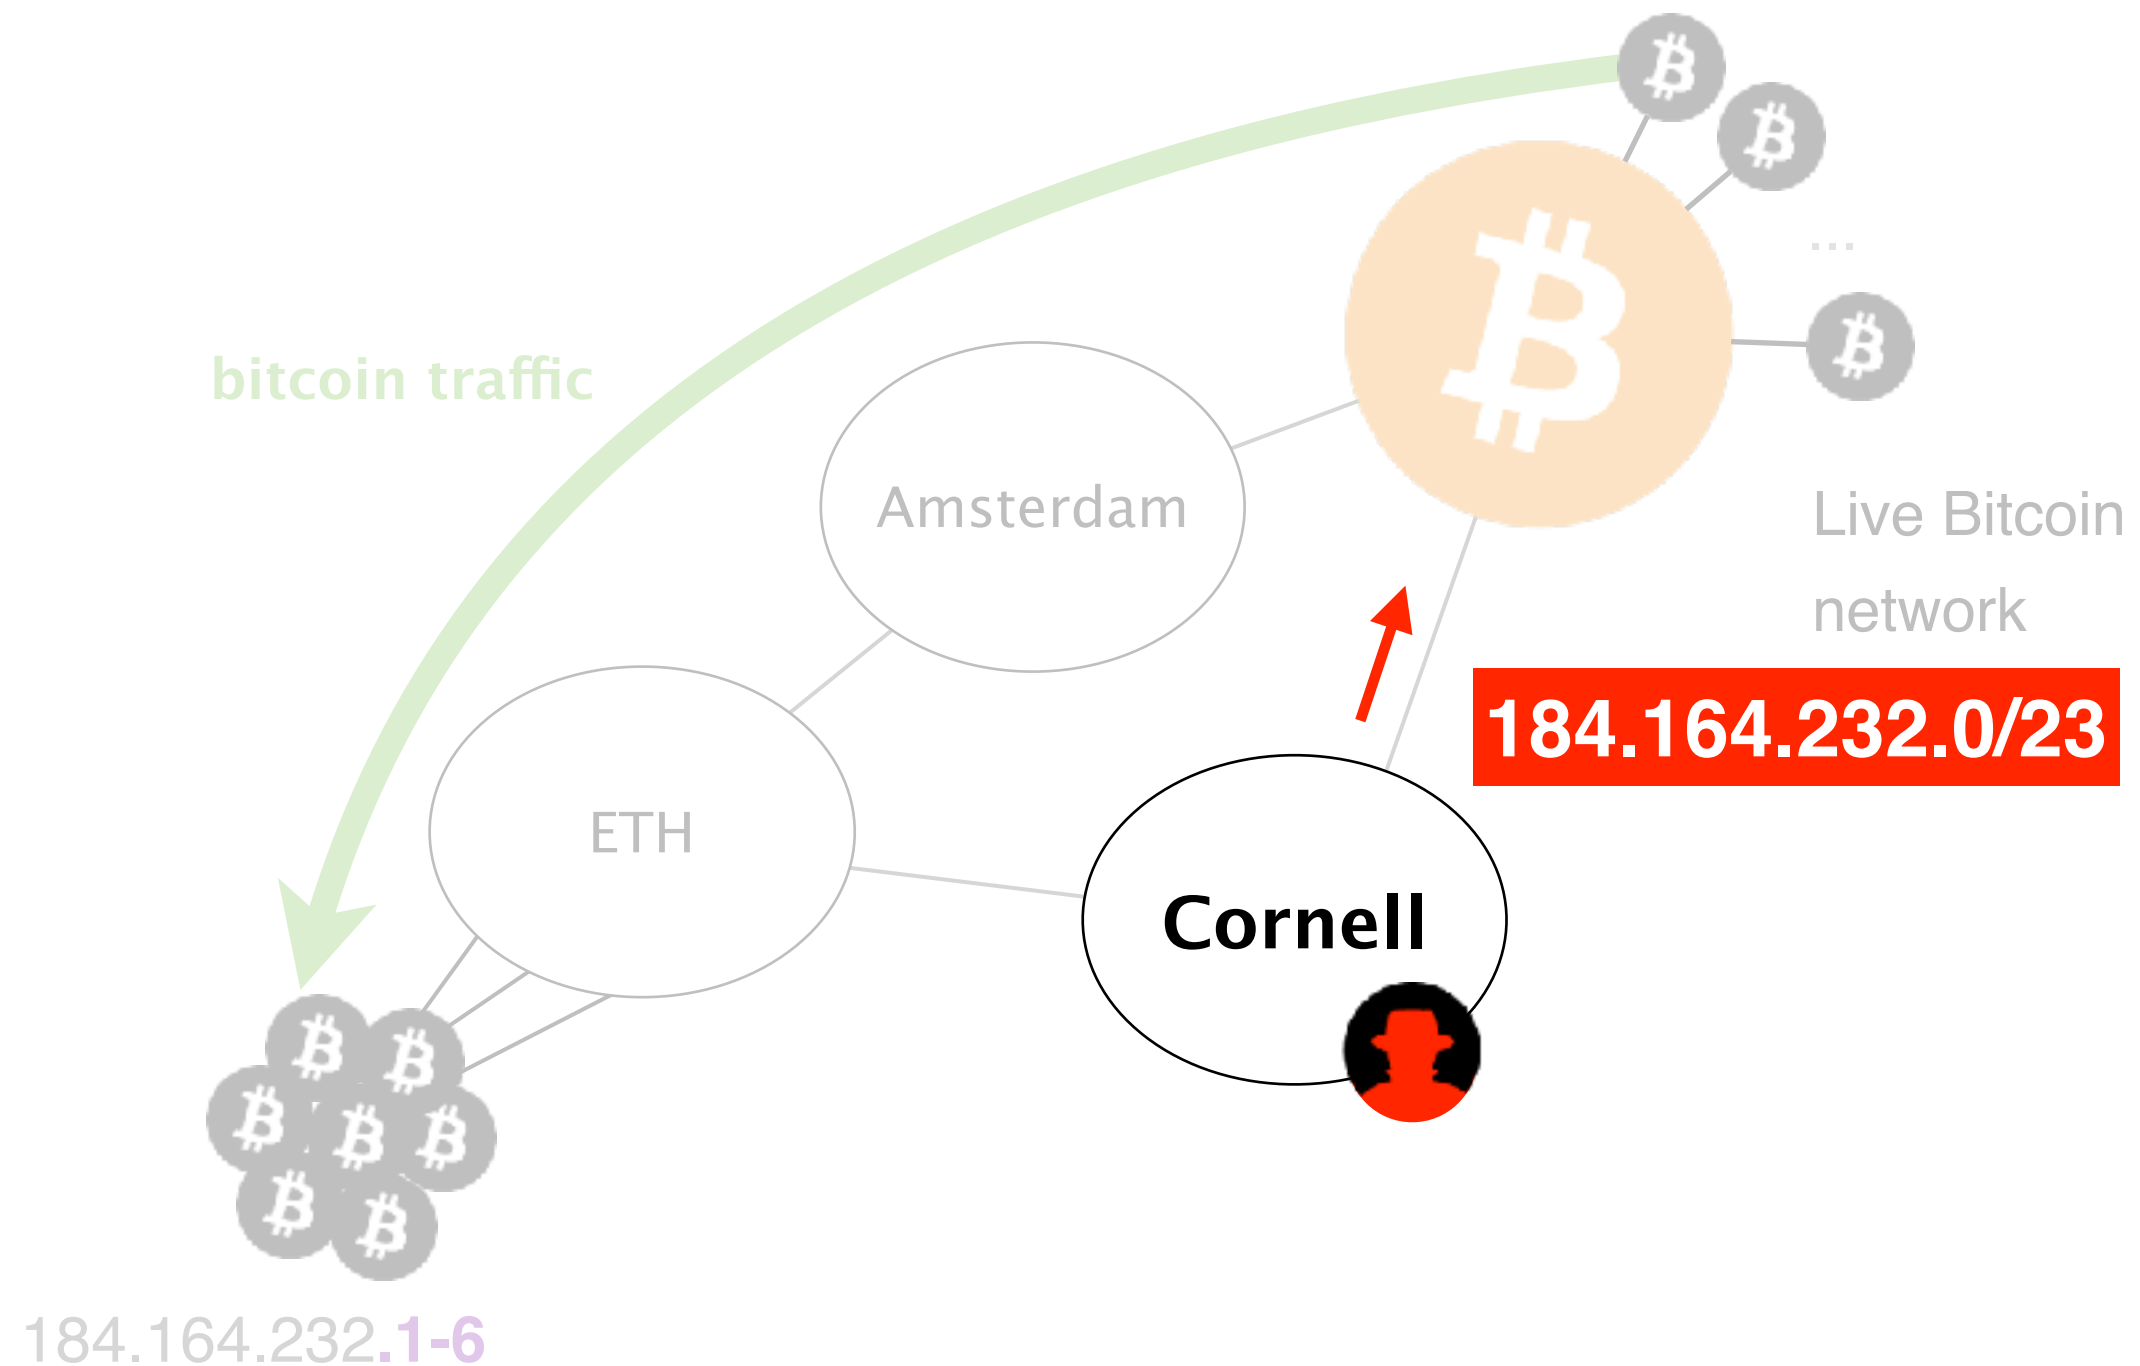 bitcoin traffic
...
Amsterdam
Live Bitcoin
network
184.164.232.0/23
ETH
Cornell
184.164.232.1-6